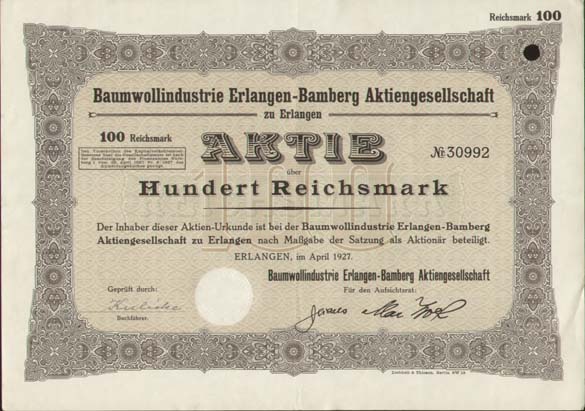 Reichsmark 100
Baumwollindustrie Erlangen-Bamberg Aktiengesellschaft
zu Erlangen
100 Reichsmark
AKTIE
№ 30992
über
Hundert Reichsmark
Der Inhaber dieser Aktien-Urkunde ist bei der Baumwollindustrie Erlangen-Bamberg
Aktiengesellschaft zu Erlangen nach Maßgabe der Satzung als Aktionär beteiligt.
ERLANGEN, im April 1927.
Baumwollindustrie Erlangen-Bamberg Aktiengesellschaft
Geprüft durch:
Für den Aufsichtsrat:
Buchführer.